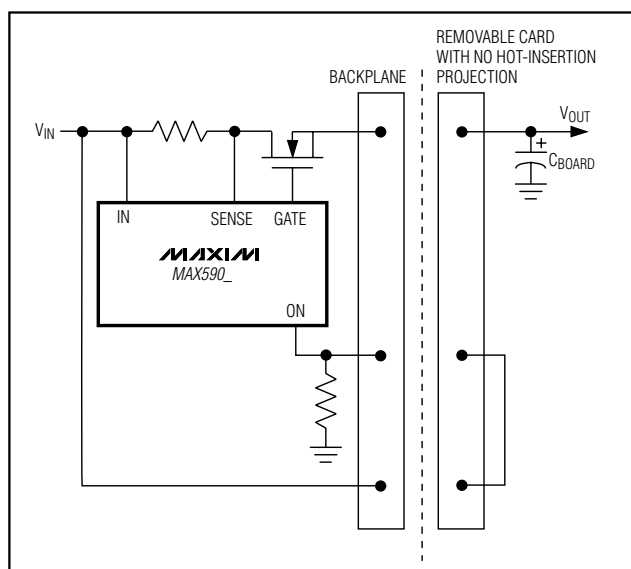 REMOVABLE CARD
WITH NO HOT-INSERTION
PROJECTION
BACKPLANE
VIN
VOUT
+
CBOARD
IN
SENSE
GATE
MAXIM
MAX590_
ON